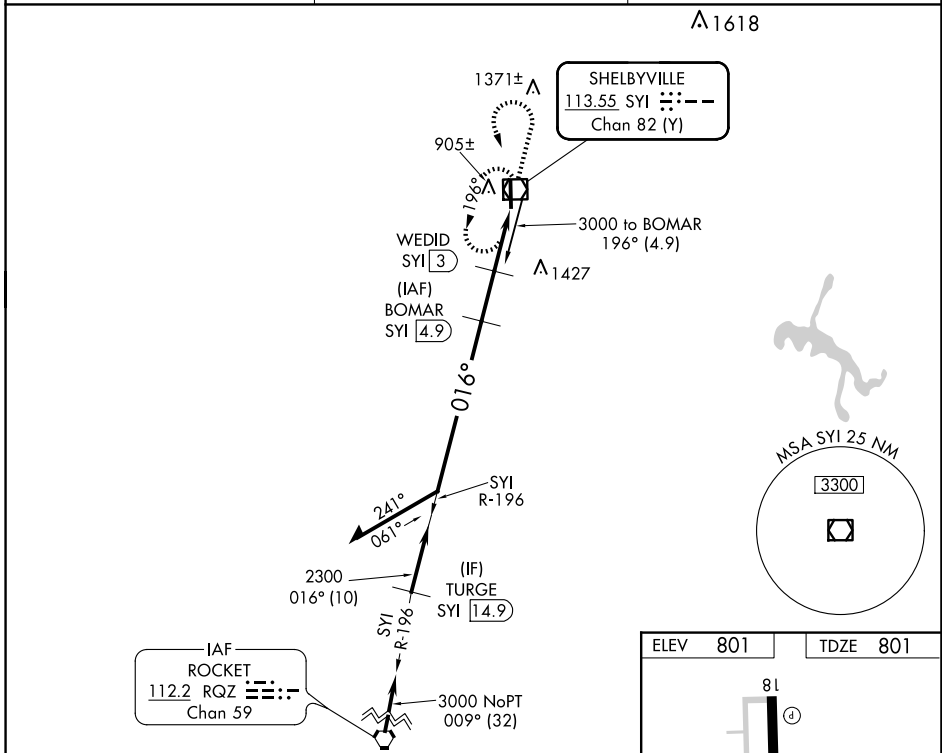 1618
1371±
SHELBYVILLE
113.55 SYI
Chan 82 (Y)
905±
196°
3000 to BOMAR
196° (4.9)
WEDID
SYI 3
1427
(IAF)
BOMAR
SYI 4.9
016°
MSA SYI 25 NM
3300
SYI
R-196
241°
061°
2300
016° (10)
(IF)
TURGE
SYI 14.9
SYI
R-196
IAF
ROCKET
112.2 RQZ
Chan 59
3000 NoPT
009° (32)
ELEV 801
TDZE 801
18
P